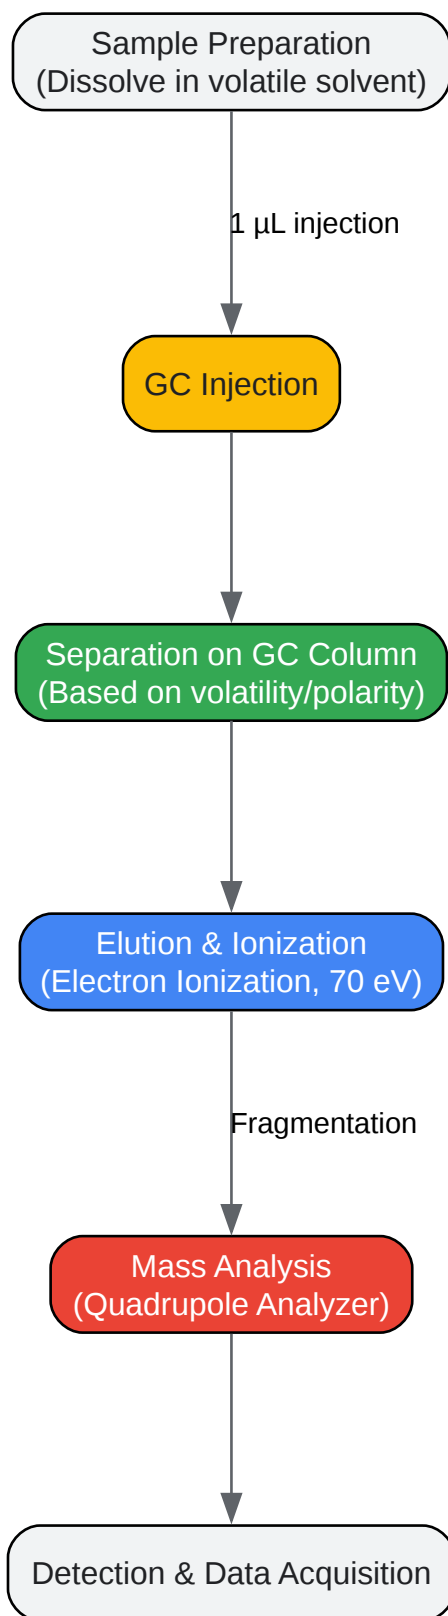 Sample Preparation
(Dissolve in volatile solvent)
1 µL injection
GC Injection
Separation on GC Column
(Based on volatility/polarity)
Elution & Ionization
(Electron Ionization, 70 eV)
Fragmentation
Mass Analysis
(Quadrupole Analyzer)
Detection & Data Acquisition